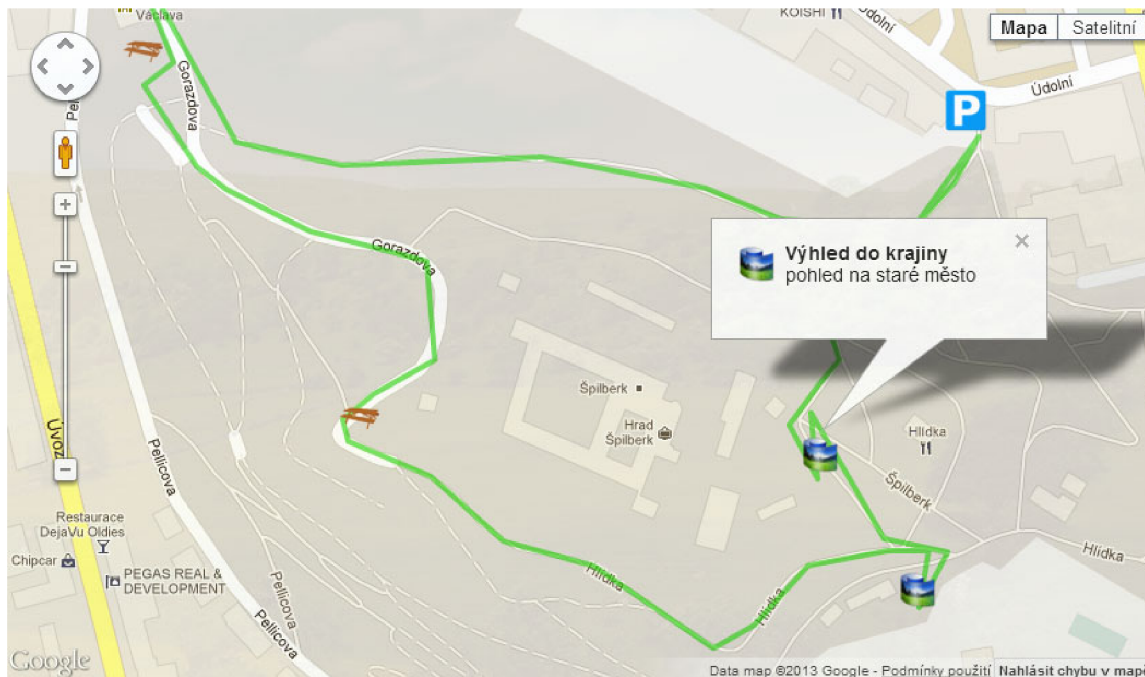 Václava
KOISHI
Údolní
Mapa
Satelitní
Gorazdova
Údolní
P
Výhled do krajiny
pohled na staré město
Gorazdova
Špilberk
Hrad
Špilberk
Hlídka
Pellicova
Špilberk
Restaurace
DejaVu Oldies
Chipcar
PEGAS REAL &
DEVELOPMENT
Pellicova
Pellicova
Hlídka
Hlídka
Hlídka
Google
Data map ©2013 Google - Podmínky použití
Nahlásit chybu v mapě